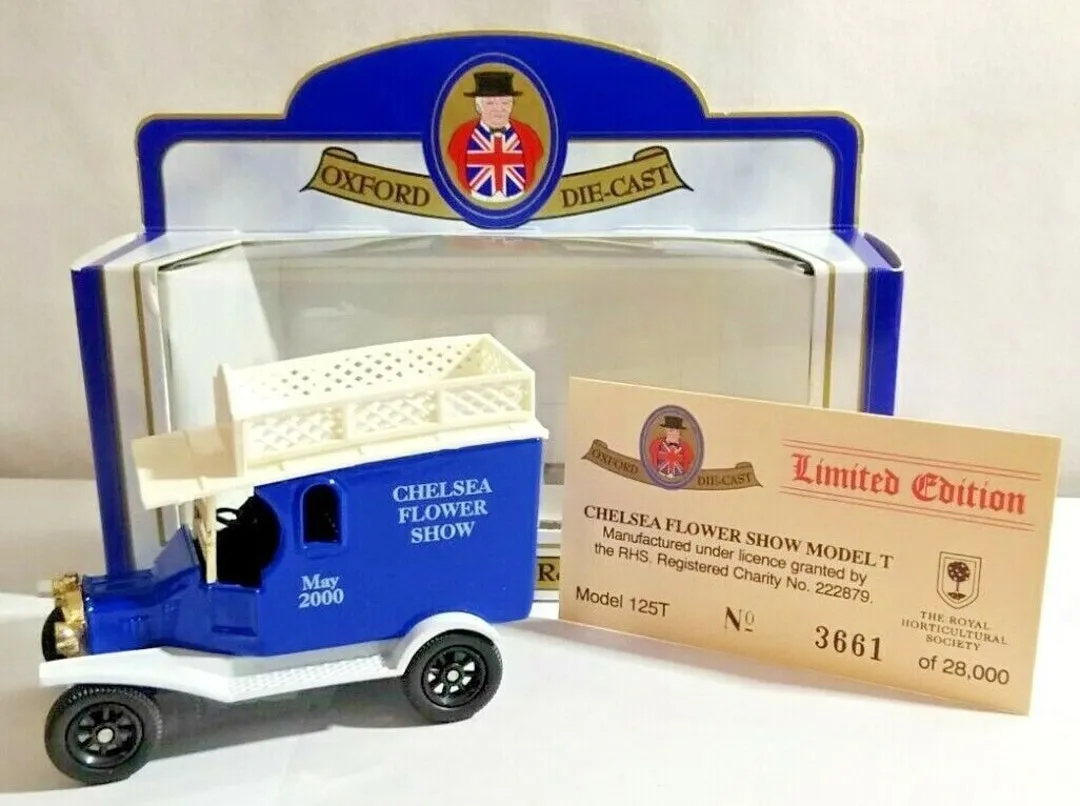 OXFORD DIE-CAST
CHELSEA
FLOWER
SHOW
May
2000
OXFORD DIE-CAST
Limited Edition
CHELSEA FLOWER SHOW MODEL T
Manufactured under licence granted by
the RHS. Registered Charity No. 222879.
Model 125T
Nº 3661 of 28,000
THE ROYAL
HORTICULTURAL
SOCIETY